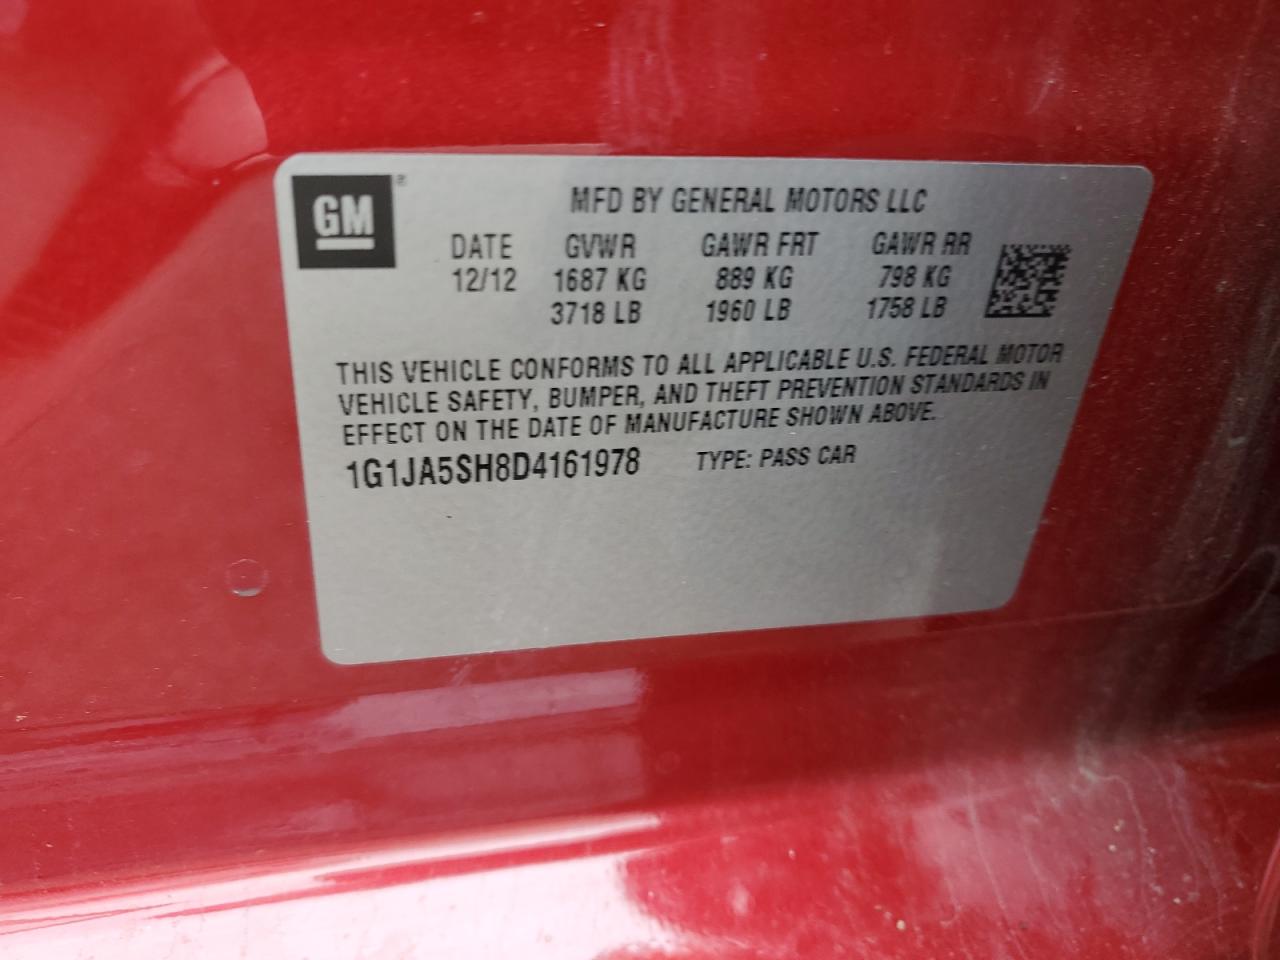 GM®
MFD BY GENERAL MOTORS LLC
DATE GVWR GAWR FRT GAWR RR
12/12 1687 KG 889 KG 798 KG
3718 LB 1960 LB 1758 LB
THIS VEHICLE CONFORMS TO ALL APPLICABLE U.S. FEDERAL MOTOR
VEHICLE SAFETY, BUMPER, AND THEFT PREVENTION STANDARDS IN
EFFECT ON THE DATE OF MANUFACTURE SHOWN ABOVE.
1G1JA5SH8D4161978 TYPE: PASS CAR